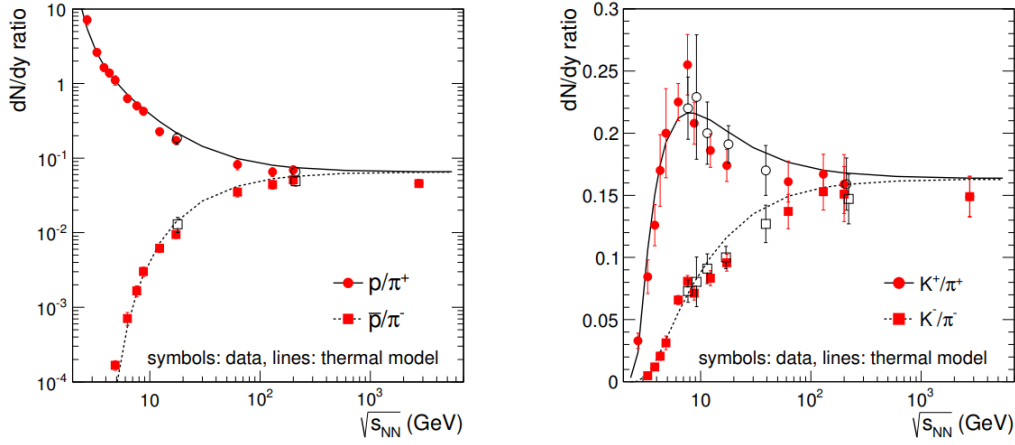 dN/dy ratio
10
1
10⁻¹
10⁻²
10⁻³
10⁻⁴
p/π⁺
p̅/π⁻
symbols: data, lines: thermal model
10 10² 10³
√sNN (GeV)
dN/dy ratio
0.3
0.25
0.2
0.15
0.1
0.05
0
K⁺/π⁺
K⁻/π⁻
symbols: data, lines: thermal model
10 10² 10³
√sNN (GeV)